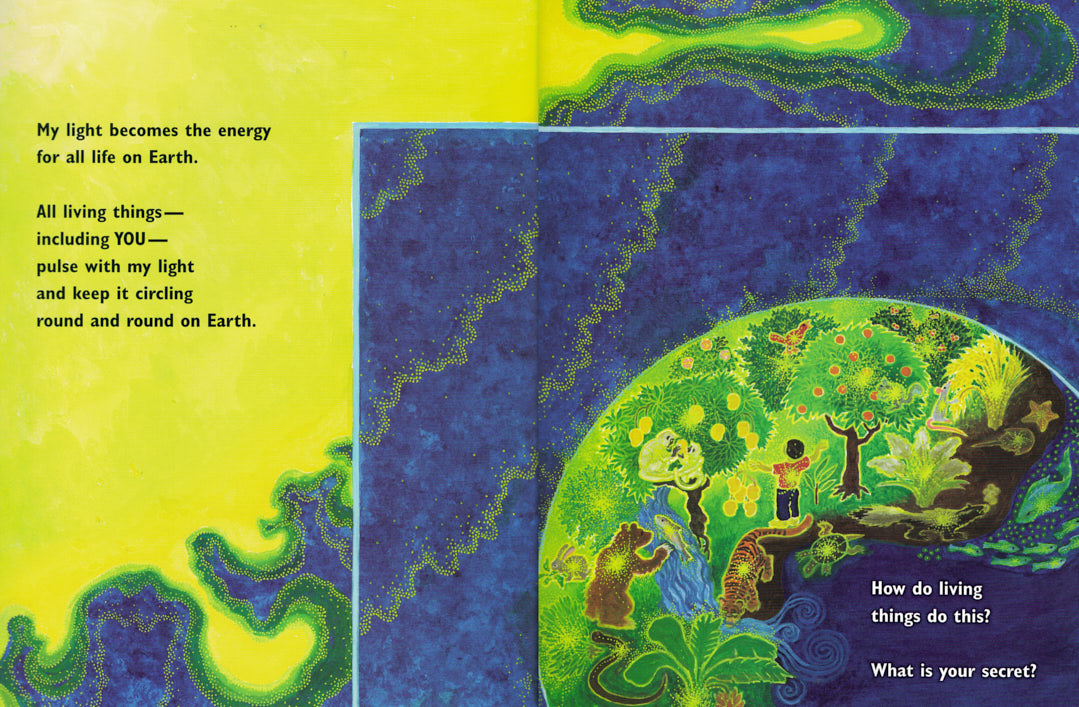 My light becomes the energy
for all life on Earth.
All living things—
including YOU—
pulse with my light
and keep it circling
round and round on Earth.
How do living
things do this?
What is your secret?